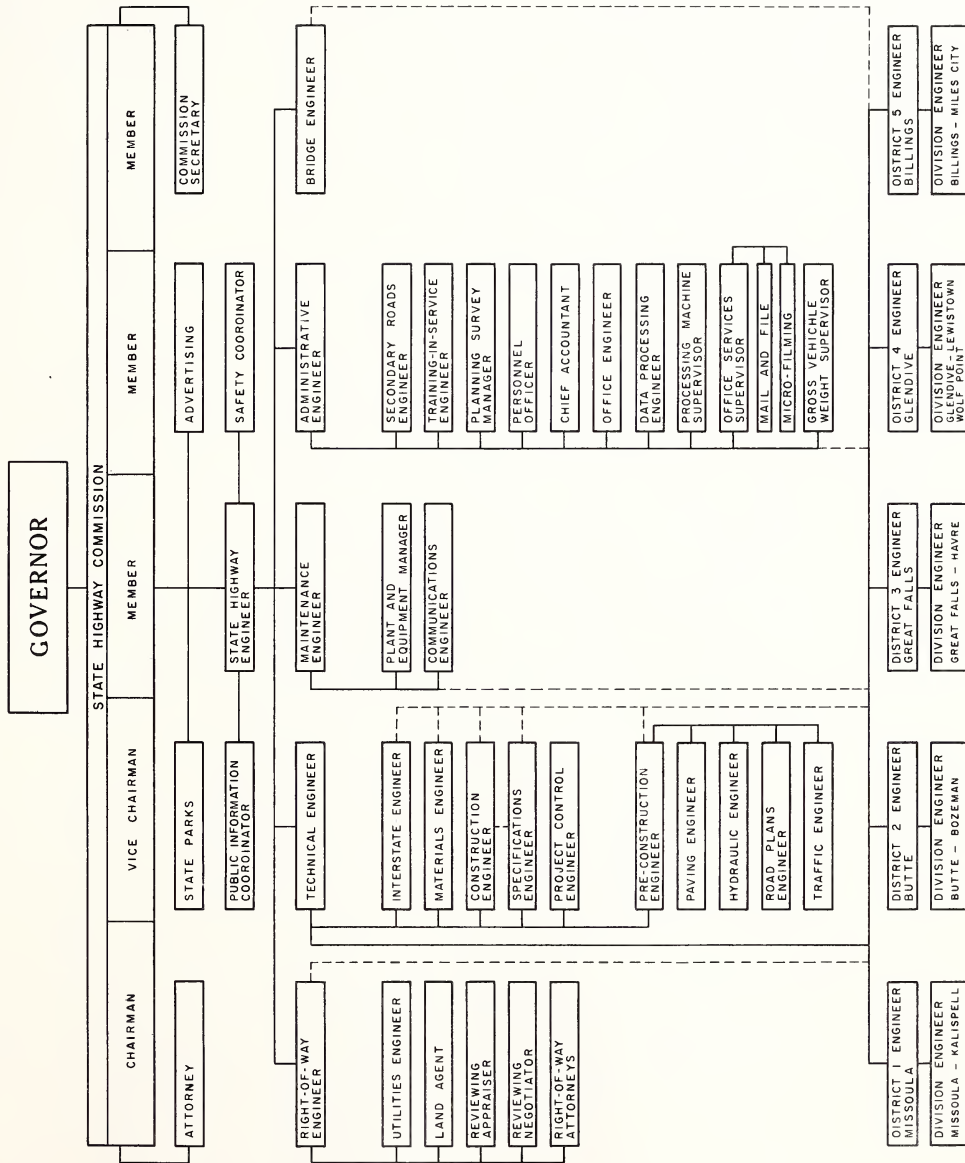 GOVERNOR
STATE HIGHWAY COMMISSION
CHAIRMAN
VICE CHAIRMAN
MEMBER
MEMBER
MEMBER
ATTORNEY
STATE PARKS
ADVERTISING
COMMISSION
SECRETARY
PUBLIC INFORMATION
COORDINATOR
STATE HIGHWAY
ENGINEER
SAFETY COORDINATOR
RIGHT-OF-WAY
ENGINEER
TECHNICAL ENGINEER
MAINTENANCE
ENGINEER
ADMINISTRATIVE
ENGINEER
BRIDGE ENGINEER
UTILITIES ENGINEER
LAND AGENT
REVIEWING
APPRAISER
REVIEWING
NEGOTIATOR
RIGHT-OF-WAY
ATTORNEYS
INTERSTATE ENGINEER
MATERIALS ENGINEER
CONSTRUCTION
ENGINEER
SPECIFICATIONS
ENGINEER
PROJECT CONTROL
ENGINEER
PRE-CONSTRUCTION
ENGINEER
PAVING ENGINEER
HYDRAULIC ENGINEER
ROAD PLANS
ENGINEER
TRAFFIC ENGINEER
PLANT AND
EQUIPMENT MANAGER
COMMUNICATIONS
ENGINEER
SECONDARY ROADS
ENGINEER
TRAINING-IN-SERVICE
ENGINEER
PLANNING SURVEY
MANAGER
PERSONNEL
OFFICER
CHIEF ACCOUNTANT
OFFICE ENGINEER
DATA PROCESSING
ENGINEER
PROCESSING MACHINE
SUPERVISOR
OFFICE SERVICES
SUPERVISOR
MAIL AND FILE
MICRO-FILMING
GROSS VEHICHLE
WEIGHT SUPERVISOR
DISTRICT 1 ENGINEER
MISSOULA
DIVISION ENGINEER
MISSOULA - KALISPELL
DISTRICT 2 ENGINEER
BUTTE
DIVISION ENGINEER
BUTTE - BOZEMAN
DISTRICT 3 ENGINEER
GREAT FALLS
DIVISION ENGINEER
GREAT FALLS - HAVRE
DISTRICT 4 ENGINEER
GLENDIVE
DIVISION ENGINEER
GLENDIVE - LEWISTOWN
WOLF POINT
DISTRICT 5 ENGINEER
BILLINGS
DIVISION ENGINEER
BILLINGS - MILES CITY